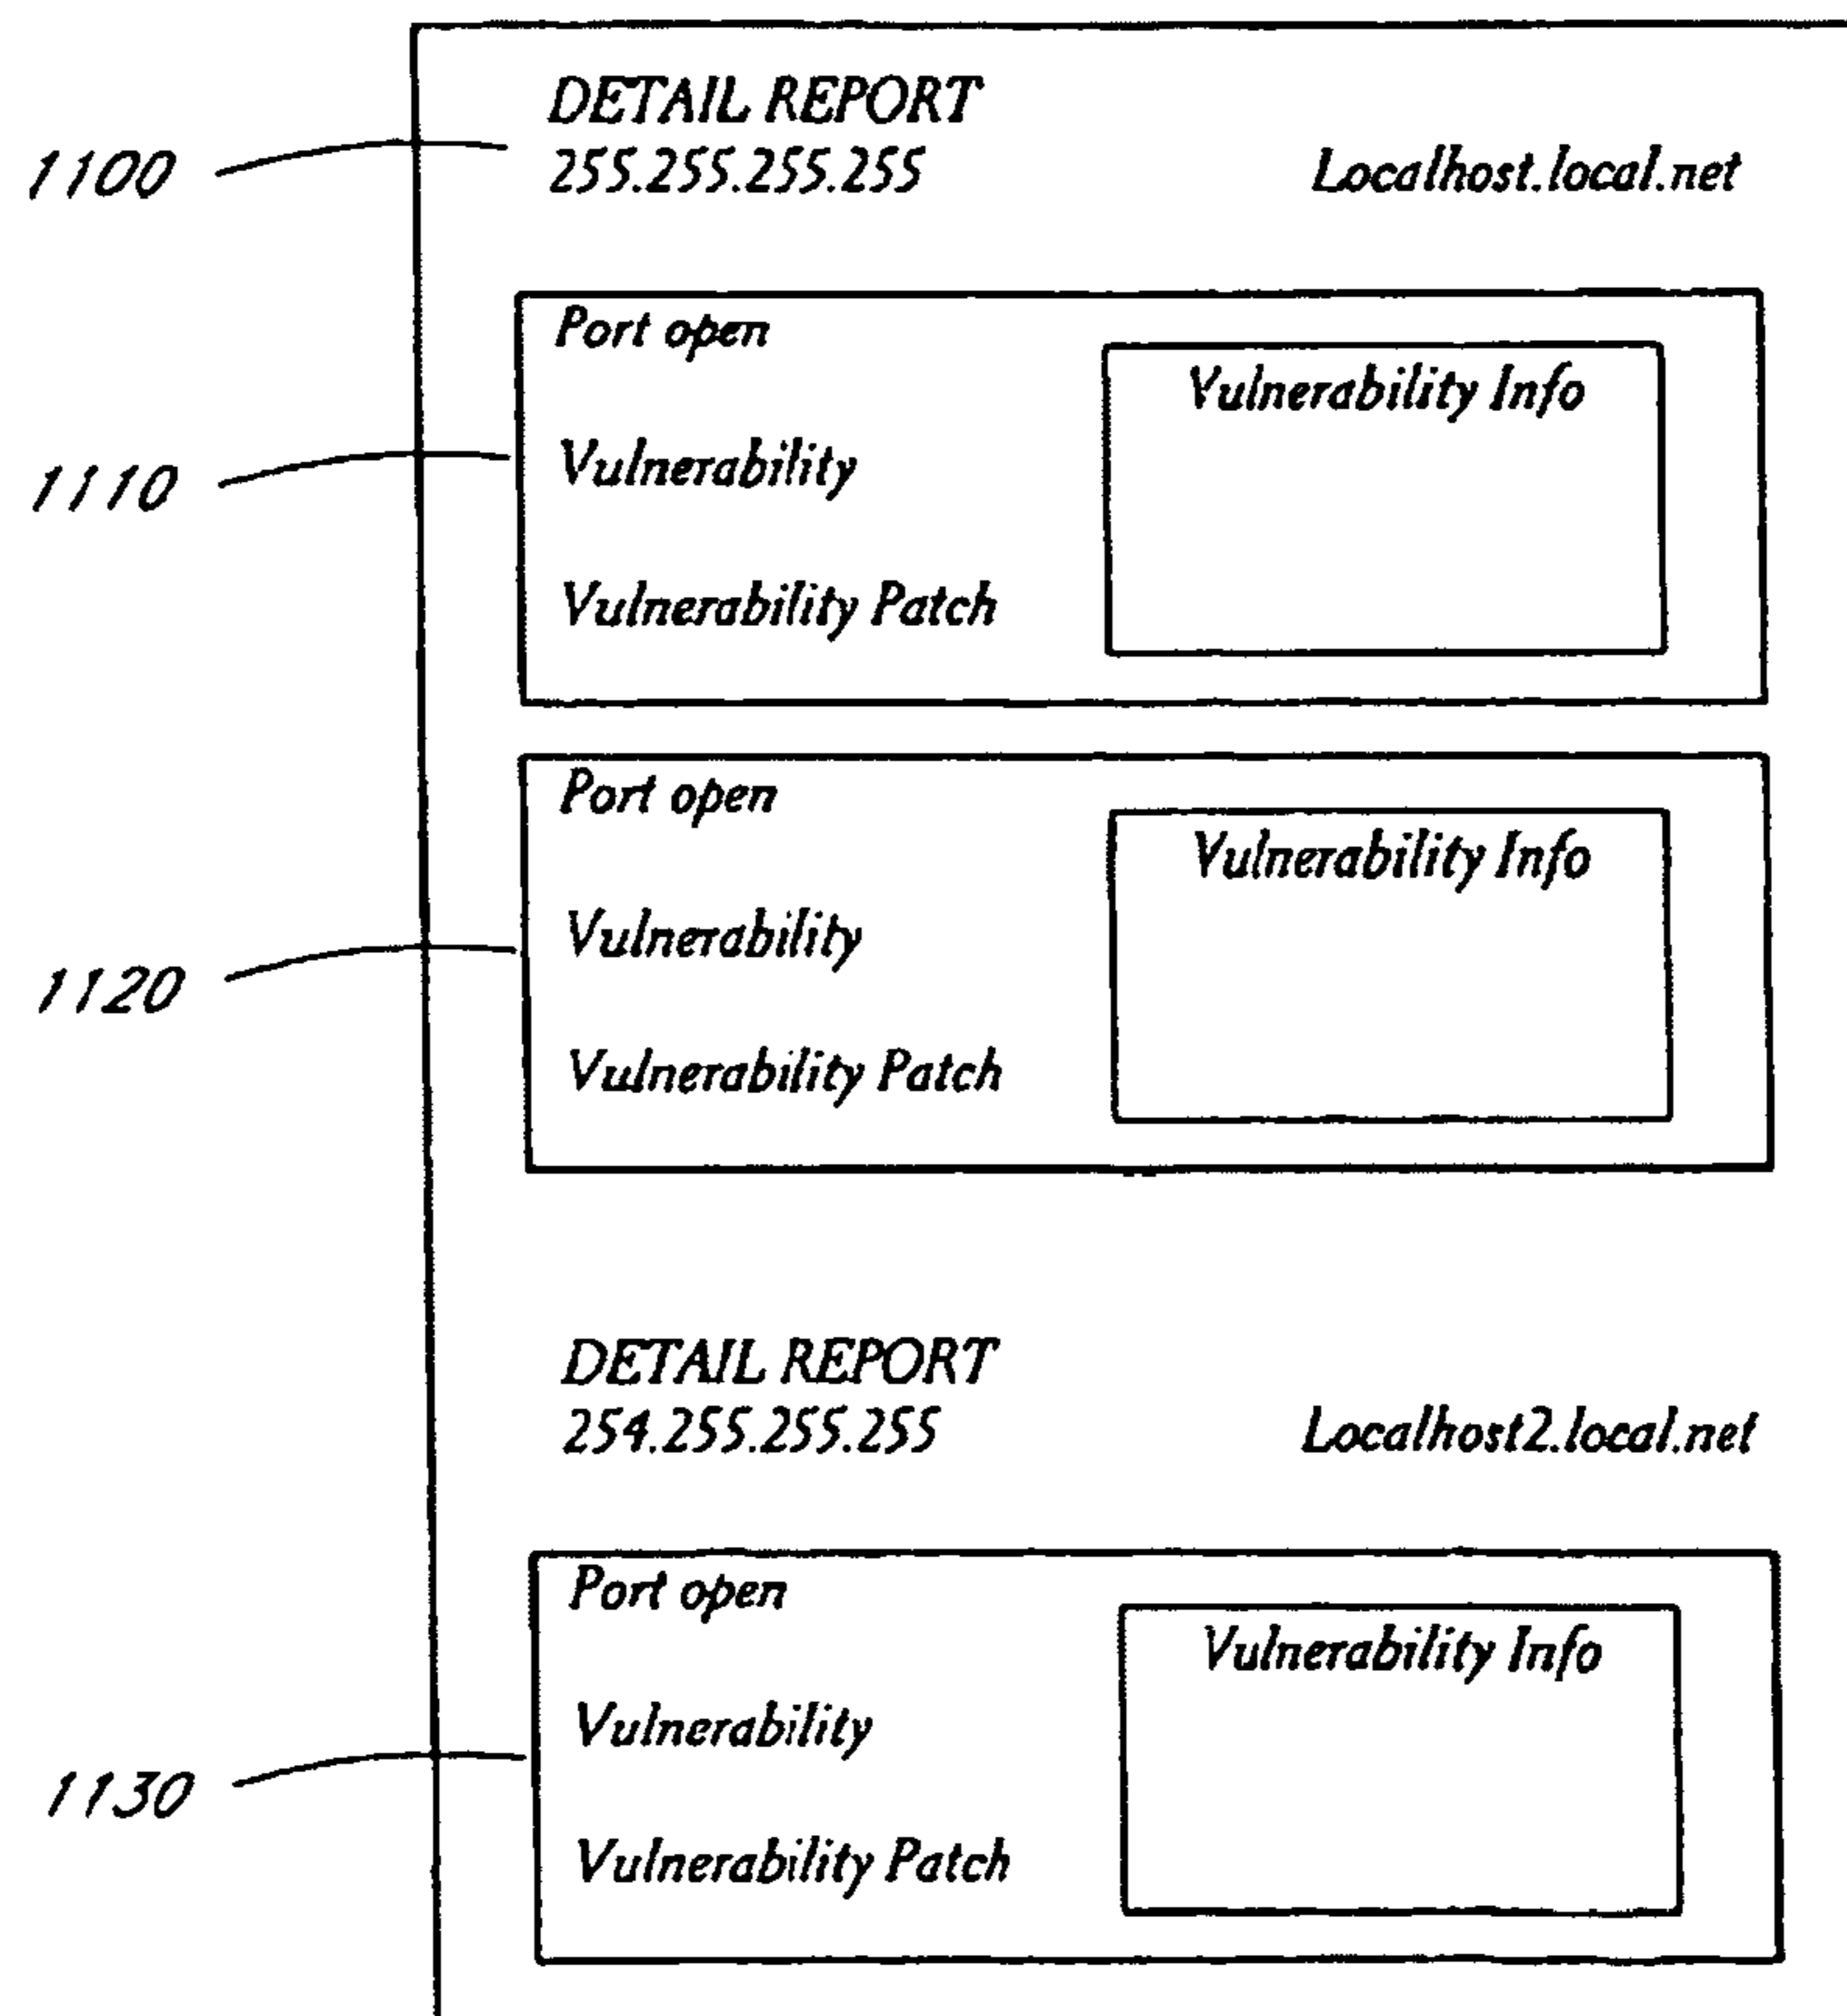 DETAIL REPORT
1100
255.255.255.255 Localhost.local.net
Port open
Vulnerability Info
1110
Vulnerability
Vulnerability Patch
Port open
Vulnerability Info
1120
Vulnerability
Vulnerability Patch
DETAIL REPORT
254.255.255.255 Localhost2.local.net
Port open
Vulnerability Info
1130
Vulnerability
Vulnerability Patch